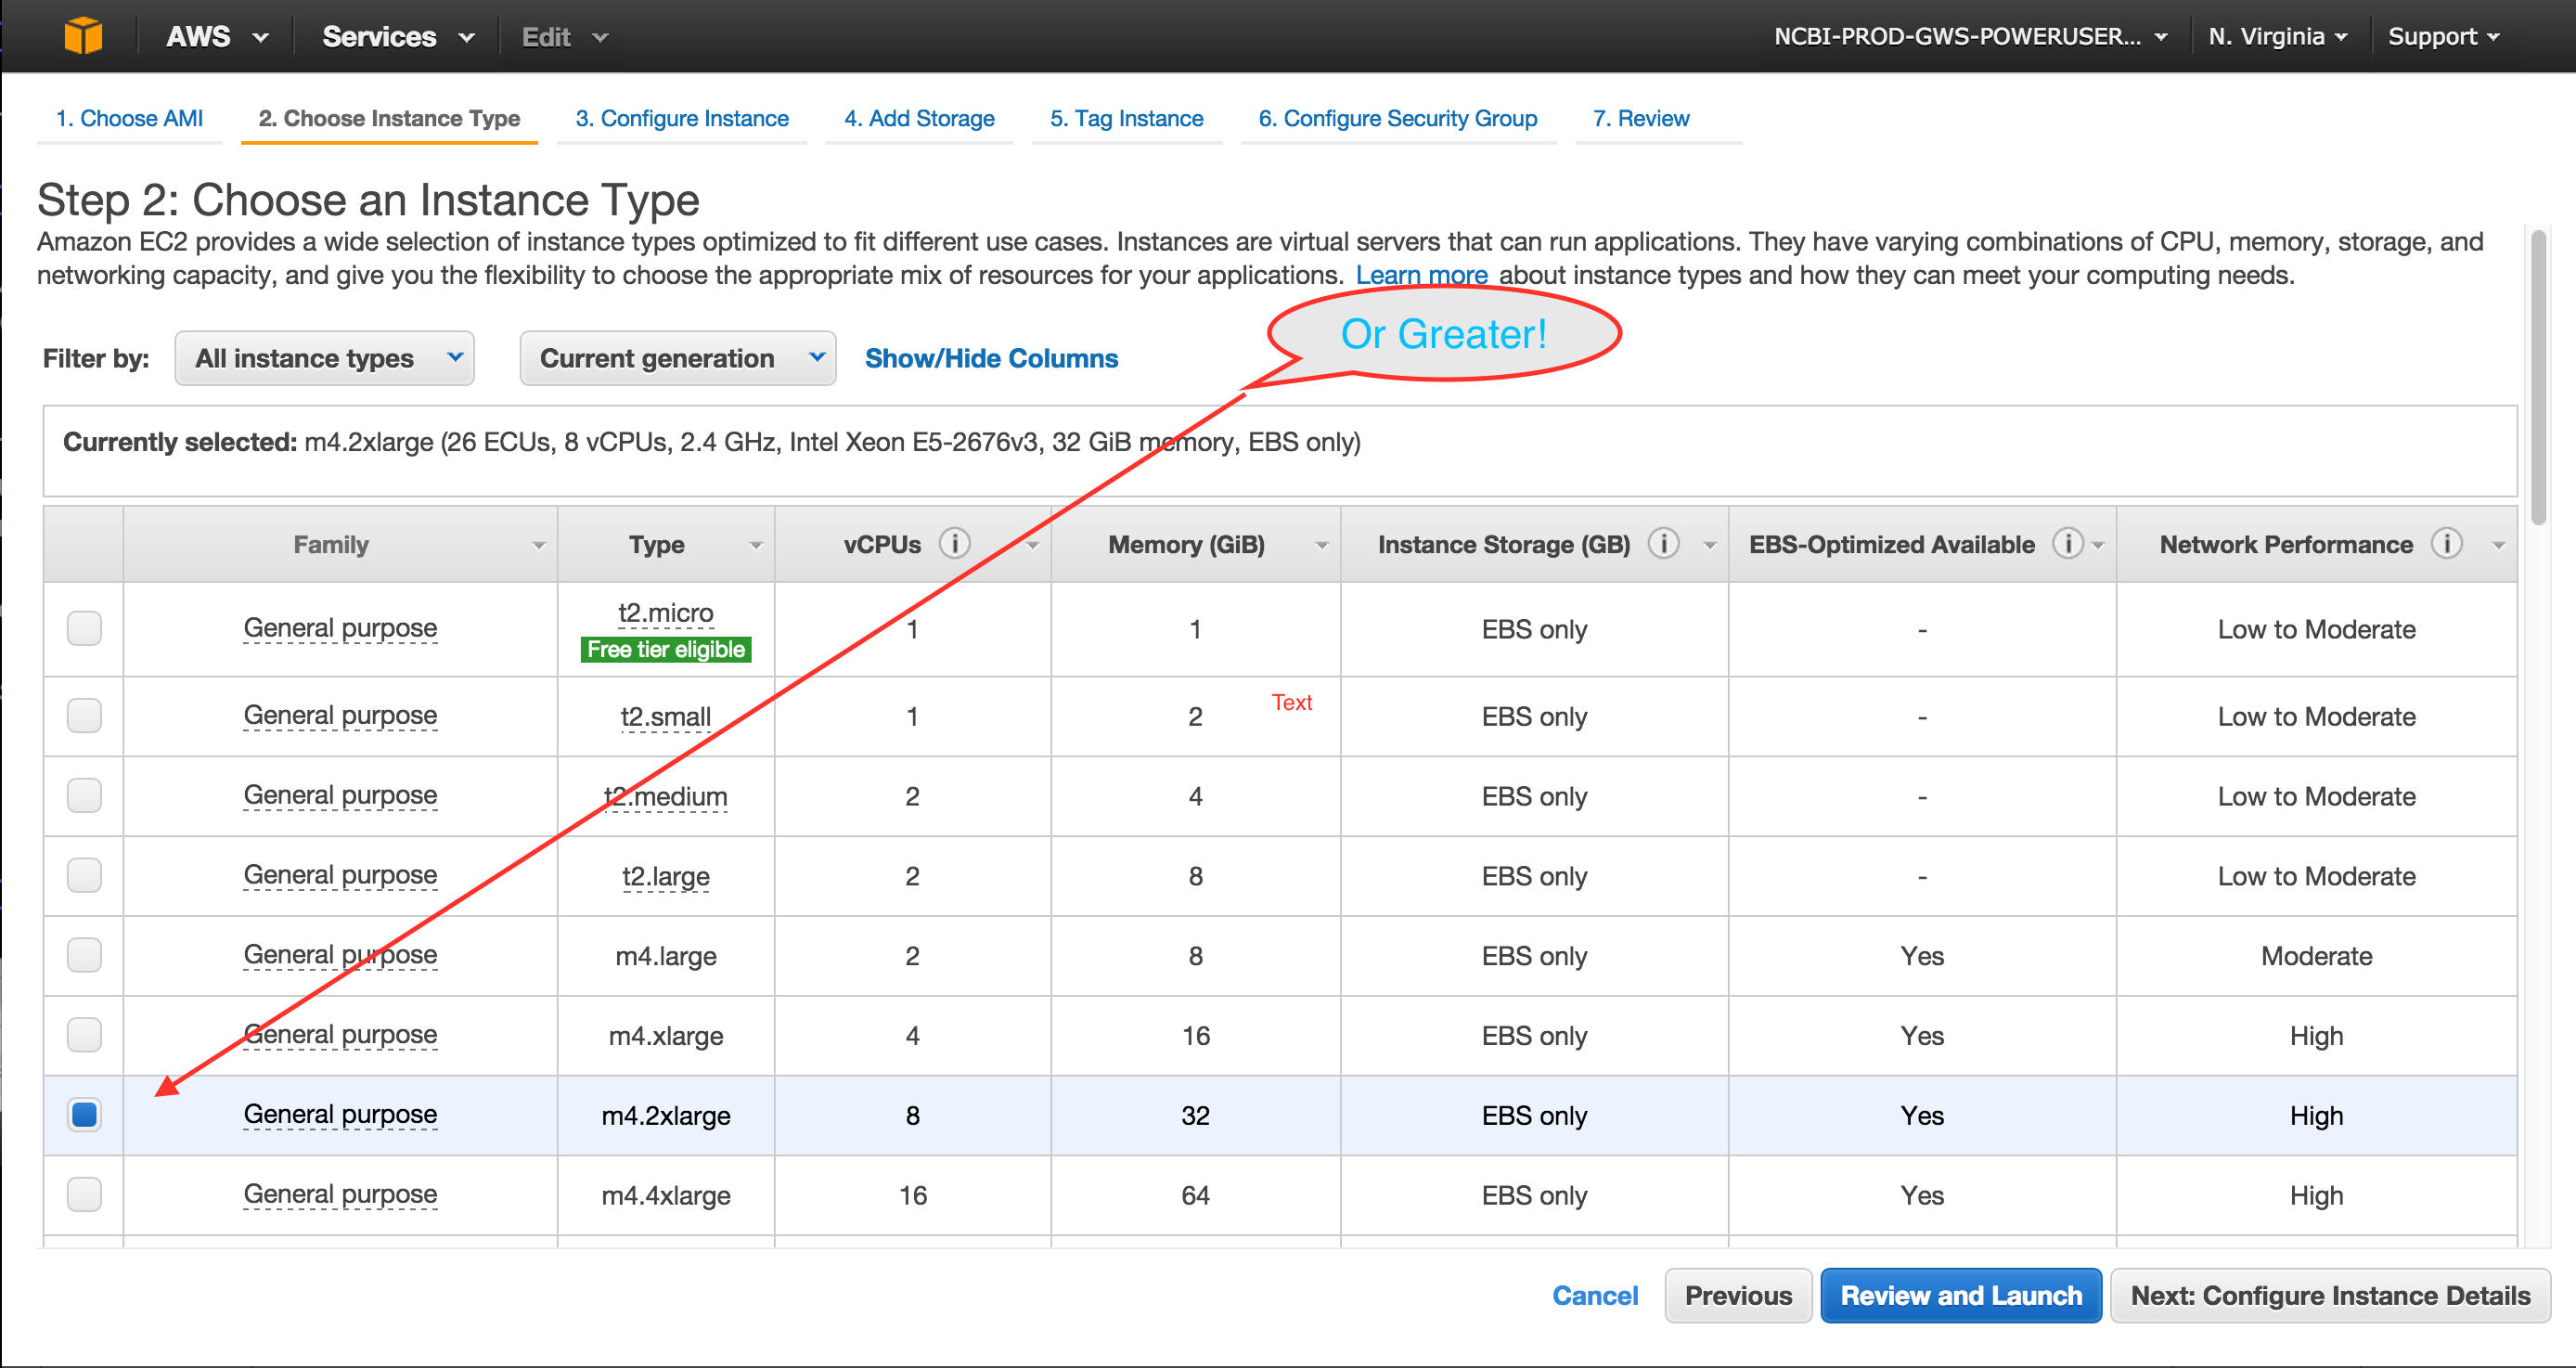 AWS Services Edit NCBI-PROD-GWS-POWERUSER... N. Virginia Support
1. Choose AMI 2. Choose Instance Type 3. Configure Instance 4. Add Storage 5. Tag Instance 6. Configure Security Group 7. Review
Step 2: Choose an Instance Type
Amazon EC2 provides a wide selection of instance types optimized to fit different use cases. Instances are virtual servers that can run applications. They have varying combinations of CPU, memory, storage, and
networking capacity, and give you the flexibility to choose the appropriate mix of resources for your applications. Learn more about instance types and how they can meet your computing needs.
Or Greater!
Filter by: All instance types Current generation Show/Hide Columns
Currently selected: m4.2xlarge (26 ECUs, 8 vCPUs, 2.4 GHz, Intel Xeon E5-2676v3, 32 GiB memory, EBS only)
Family Type vCPUs i Memory (GiB) Instance Storage (GB) i EBS-Optimized Available i Network Performance i
General purpose t2.micro 1 1 EBS only - Low to Moderate
Free tier eligible
Text
General purpose t2.small 1 2 EBS only - Low to Moderate
General purpose t2.medium 2 4 EBS only - Low to Moderate
General purpose t2.large 2 8 EBS only - Low to Moderate
General purpose m4.large 2 8 EBS only Yes Moderate
General purpose m4.xlarge 4 16 EBS only Yes High
General purpose m4.2xlarge 8 32 EBS only Yes High
General purpose m4.4xlarge 16 64 EBS only Yes High
Cancel Previous Review and Launch Next: Configure Instance Details